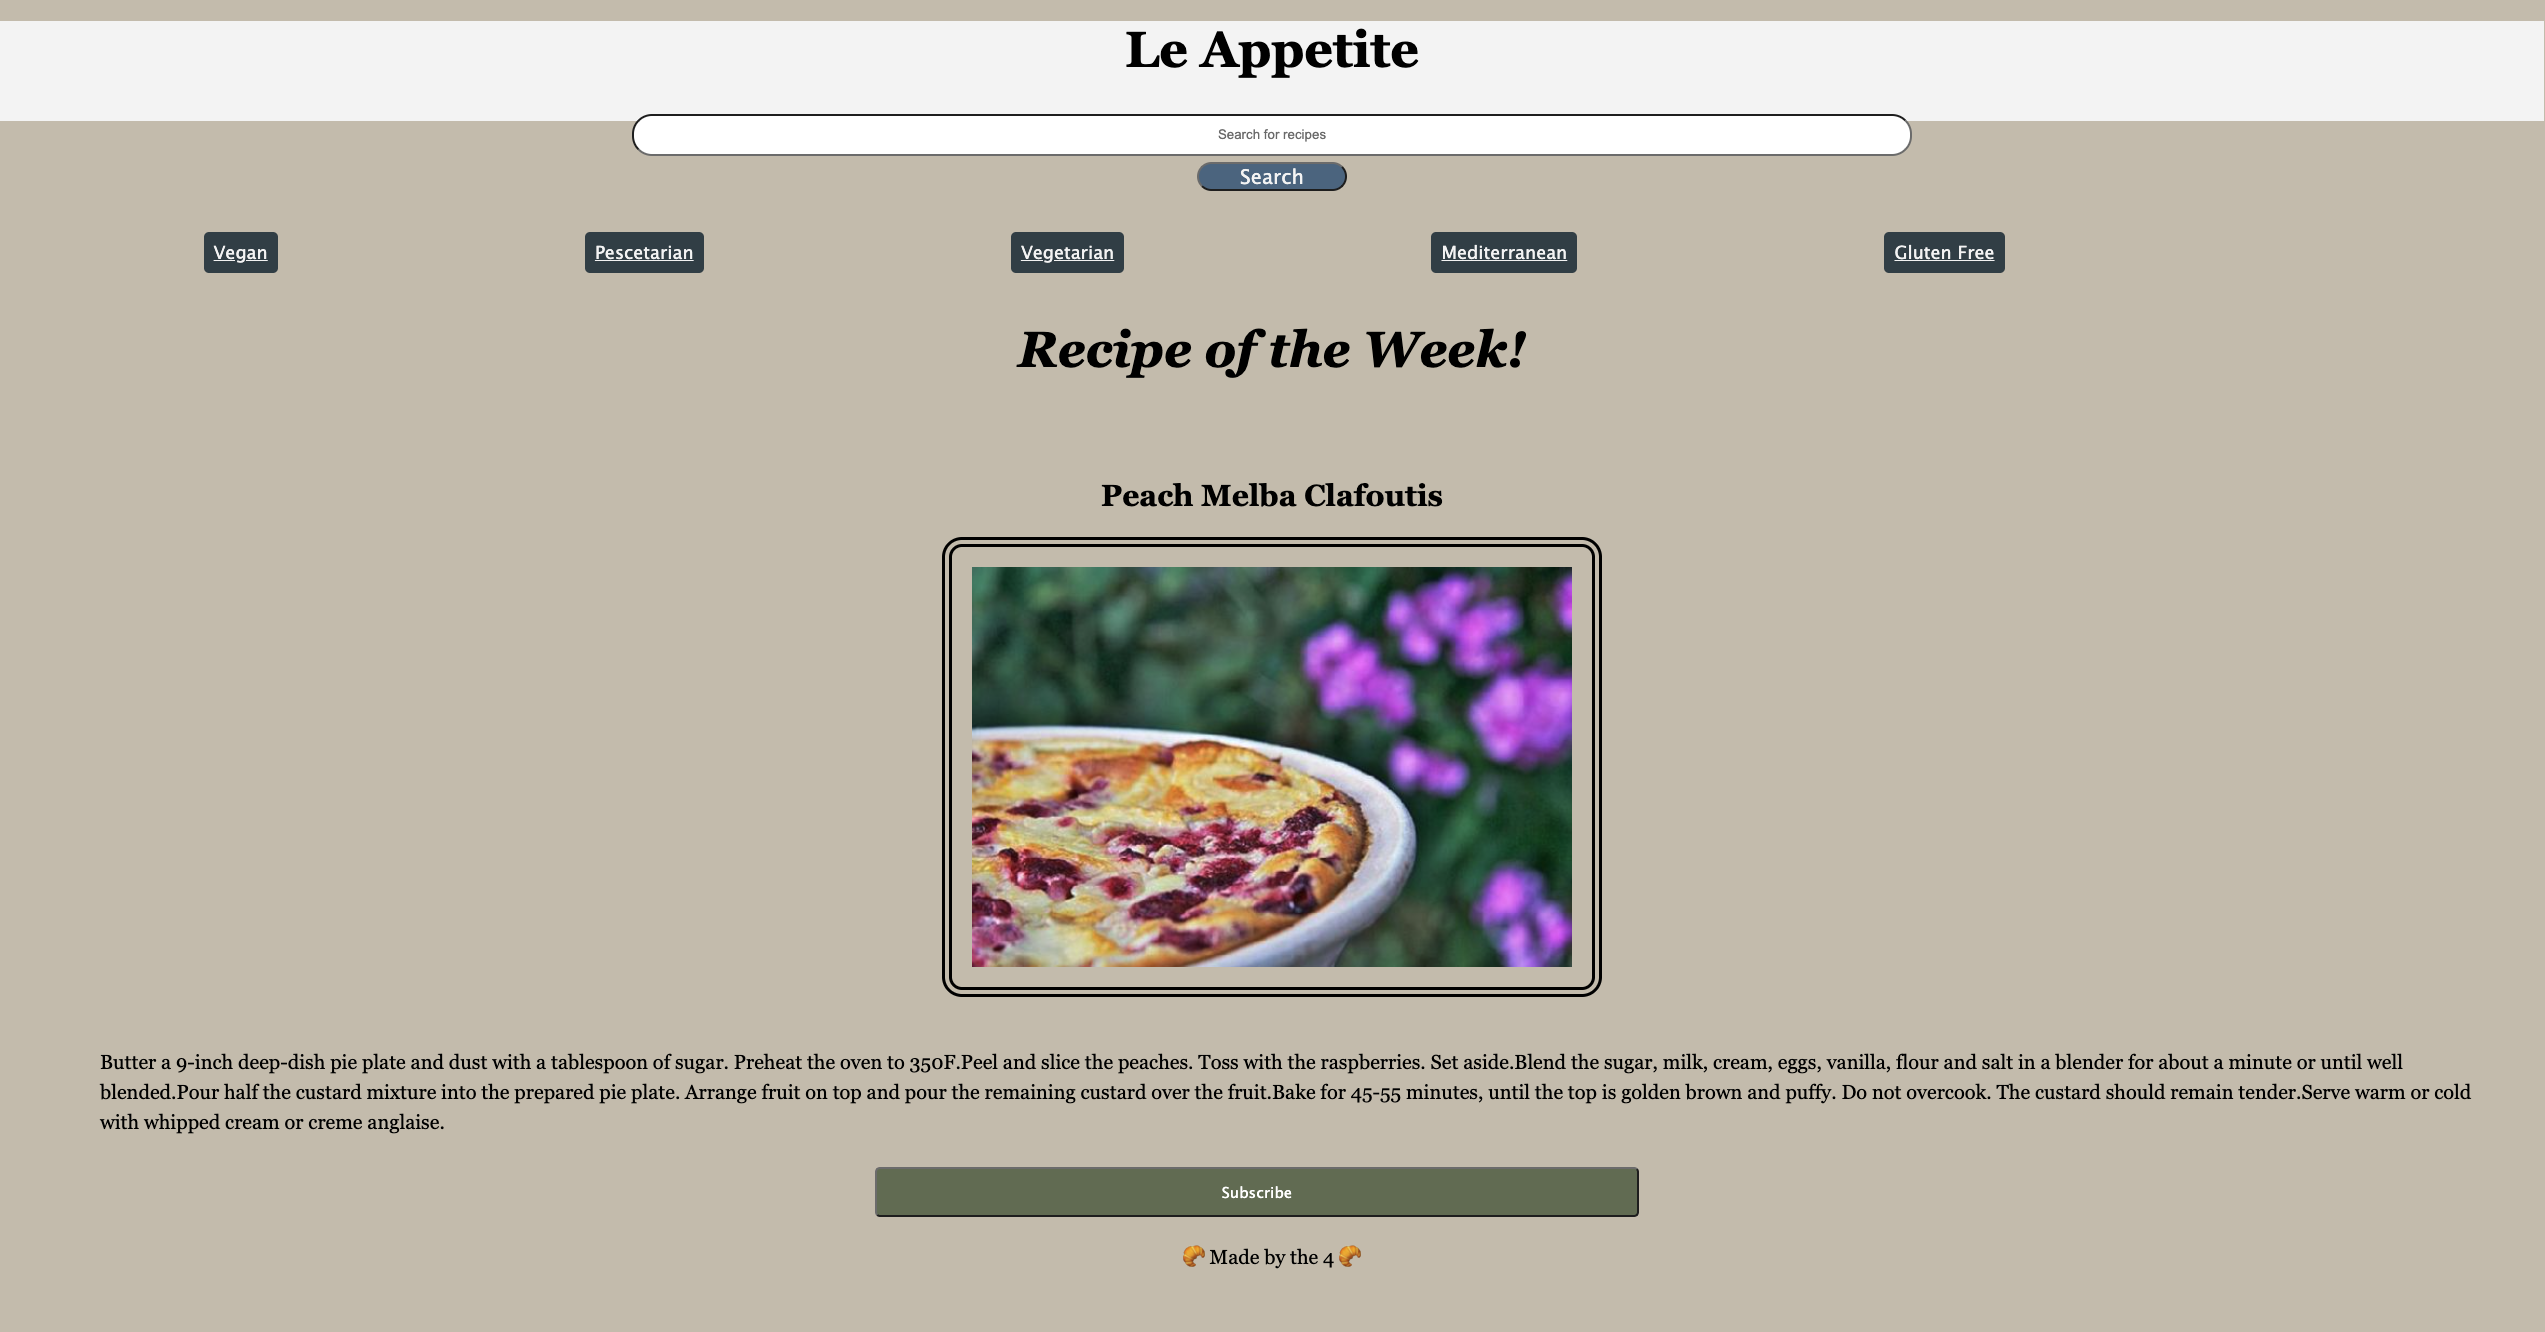 Le Appetite
Search for recipes
Search
Vegan Pescetarian Vegetarian Mediterranean Gluten Free
Recipe of the Week!
Peach Melba Clafoutis
Butter a 9-inch deep-dish pie plate and dust with a tablespoon of sugar. Preheat the oven to 350F.Peel and slice the peaches. Toss with the raspberries. Set aside.Blend the sugar, milk, cream, eggs, vanilla, flour and salt in a blender for about a minute or until well
blended.Pour half the custard mixture into the prepared pie plate. Arrange fruit on top and pour the remaining custard over the fruit.Bake for 45-55 minutes, until the top is golden brown and puffy. Do not overcook. The custard should remain tender.Serve warm or cold
with whipped cream or creme anglaise.
Subscribe
🥐 Made by the 4 🥐